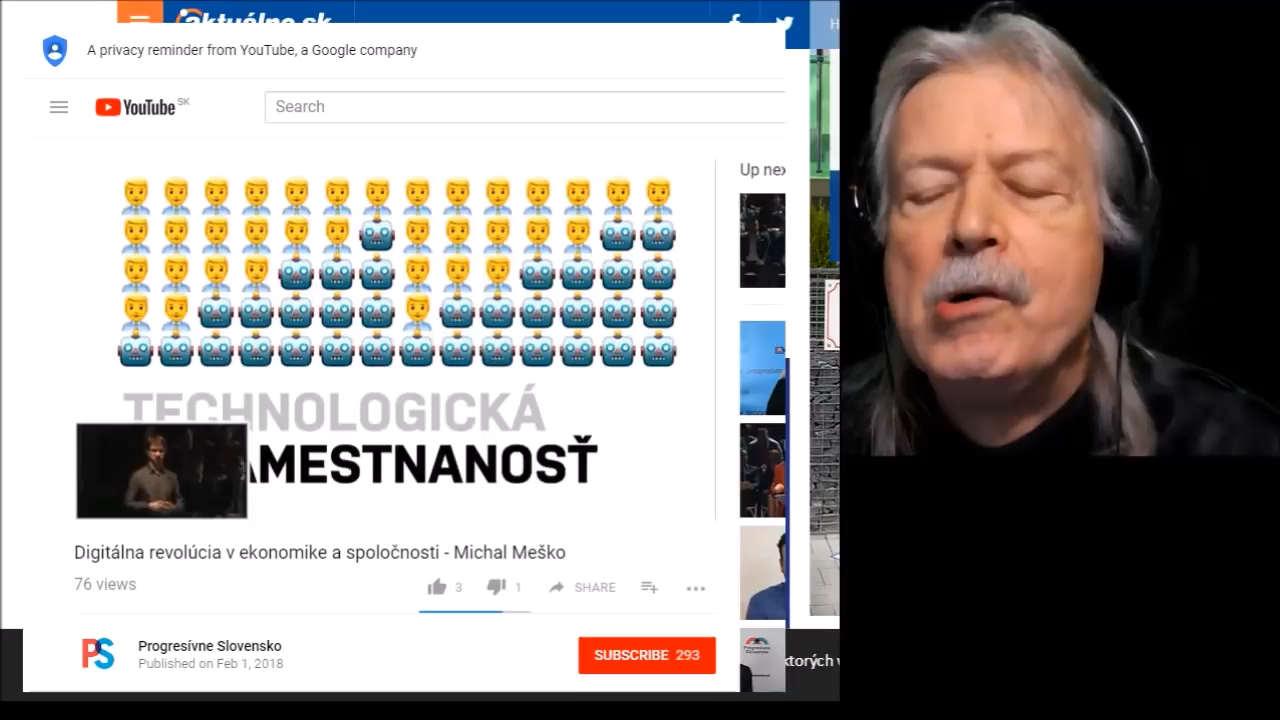 aktuálne.sk
A privacy reminder from YouTube, a Google company
YouTube SK
Search
Up nex
TECHNOLOGICKÁ
AMESTNANOSŤ
Digitálna revolúcia v ekonomike a spoločnosti - Michal Meško
76 views
3
1
SHARE
PS
Progresívne Slovensko
Published on Feb 1, 2018
SUBSCRIBE 293
ktorých v